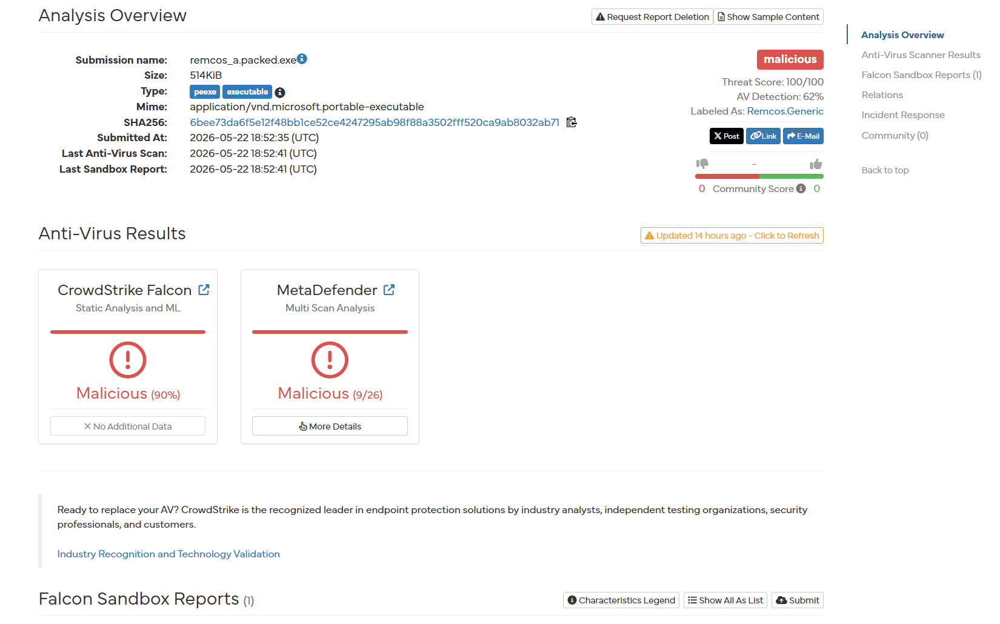 Analysis Overview
Request Report Deletion
Show Sample Content
Submission name: remcos_a.packed.exe
Size: 514KiB
Type: peexe executable
Mime: application/vnd.microsoft.portable-executable
SHA256: 6bee73da6f5e12f48bb1ce52ce4247295ab98f88a3502fff520ca9ab8032ab71
Submitted At: 2026-05-22 18:52:35 (UTC)
Last Anti-Virus Scan: 2026-05-22 18:52:41 (UTC)
Last Sandbox Report: 2026-05-22 18:52:41 (UTC)
malicious
Threat Score: 100/100
AV Detection: 62%
Labeled As: Remcos.Generic
X Post
Link
E-Mail
-
0 Community Score 0
Analysis Overview
Anti-Virus Scanner Results
Falcon Sandbox Reports (1)
Relations
Incident Response
Community (0)
Back to top
Anti-Virus Results
Updated 14 hours ago - Click to Refresh
CrowdStrike Falcon
Static Analysis and ML
Malicious (90%)
No Additional Data
MetaDefender
Multi Scan Analysis
Malicious (9/26)
More Details
Ready to replace your AV? CrowdStrike is the recognized leader in endpoint protection solutions by industry analysts, independent testing organizations, security
professionals, and customers.
Industry Recognition and Technology Validation
Falcon Sandbox Reports (1)
Characteristics Legend
Show All As List
Submit